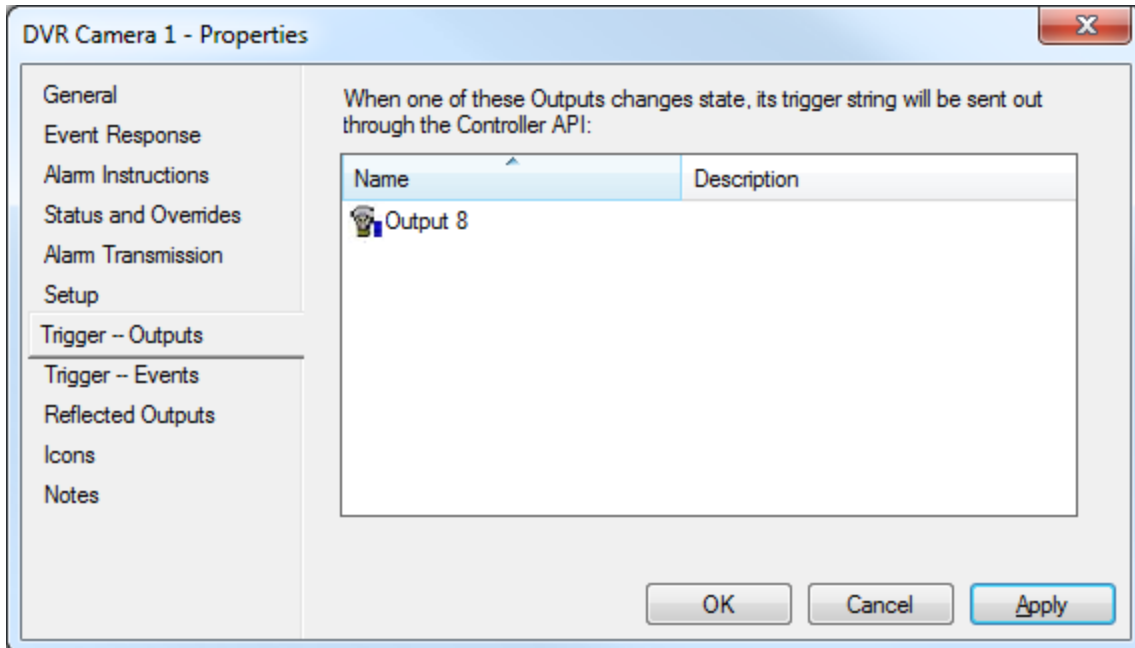 DVR Camera 1 - Properties
General
Event Response
Alarm Instructions
Status and Overrides
Alarm Transmission
Setup
Trigger -- Outputs
Trigger -- Events
Reflected Outputs
Icons
Notes
When one of these Outputs changes state, its trigger string will be sent out
through the Controller API:
Name Description
Output 8
OK Cancel Apply